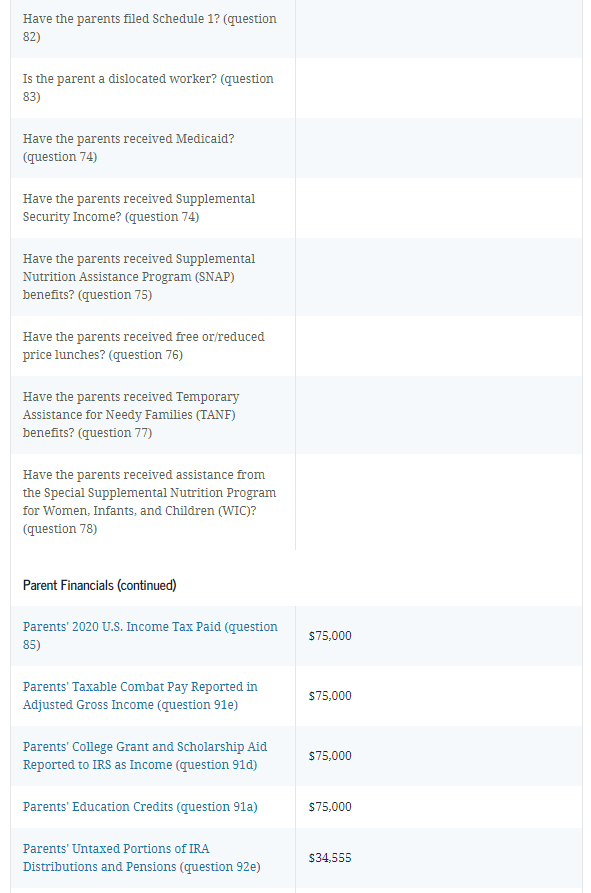 Have the parents filed Schedule 1? (question
82)
Is the parent a dislocated worker? (question
83)
Have the parents received Medicaid?
(question 74)
Have the parents received Supplemental
Security Income? (question 74)
Have the parents received Supplemental
Nutrition Assistance Program (SNAP)
benefits? (question 75)
Have the parents received free or/reduced
price lunches? (question 76)
Have the parents received Temporary
Assistance for Needy Families (TANF)
benefits? (question 77)
Have the parents received assistance from
the Special Supplemental Nutrition Program
for Women, Infants, and Children (WIC)?
(question 78)
Parent Financials (continued)
Parents' 2020 U.S. Income Tax Paid (question
85)
$75,000
Parents' Taxable Combat Pay Reported in
Adjusted Gross Income (question 91e)
$75,000
Parents' College Grant and Scholarship Aid
Reported to IRS as Income (question 91d)
$75,000
Parents' Education Credits (question 91a)
$75,000
Parents' Untaxed Portions of IRA
Distributions and Pensions (question 92e)
$34,555